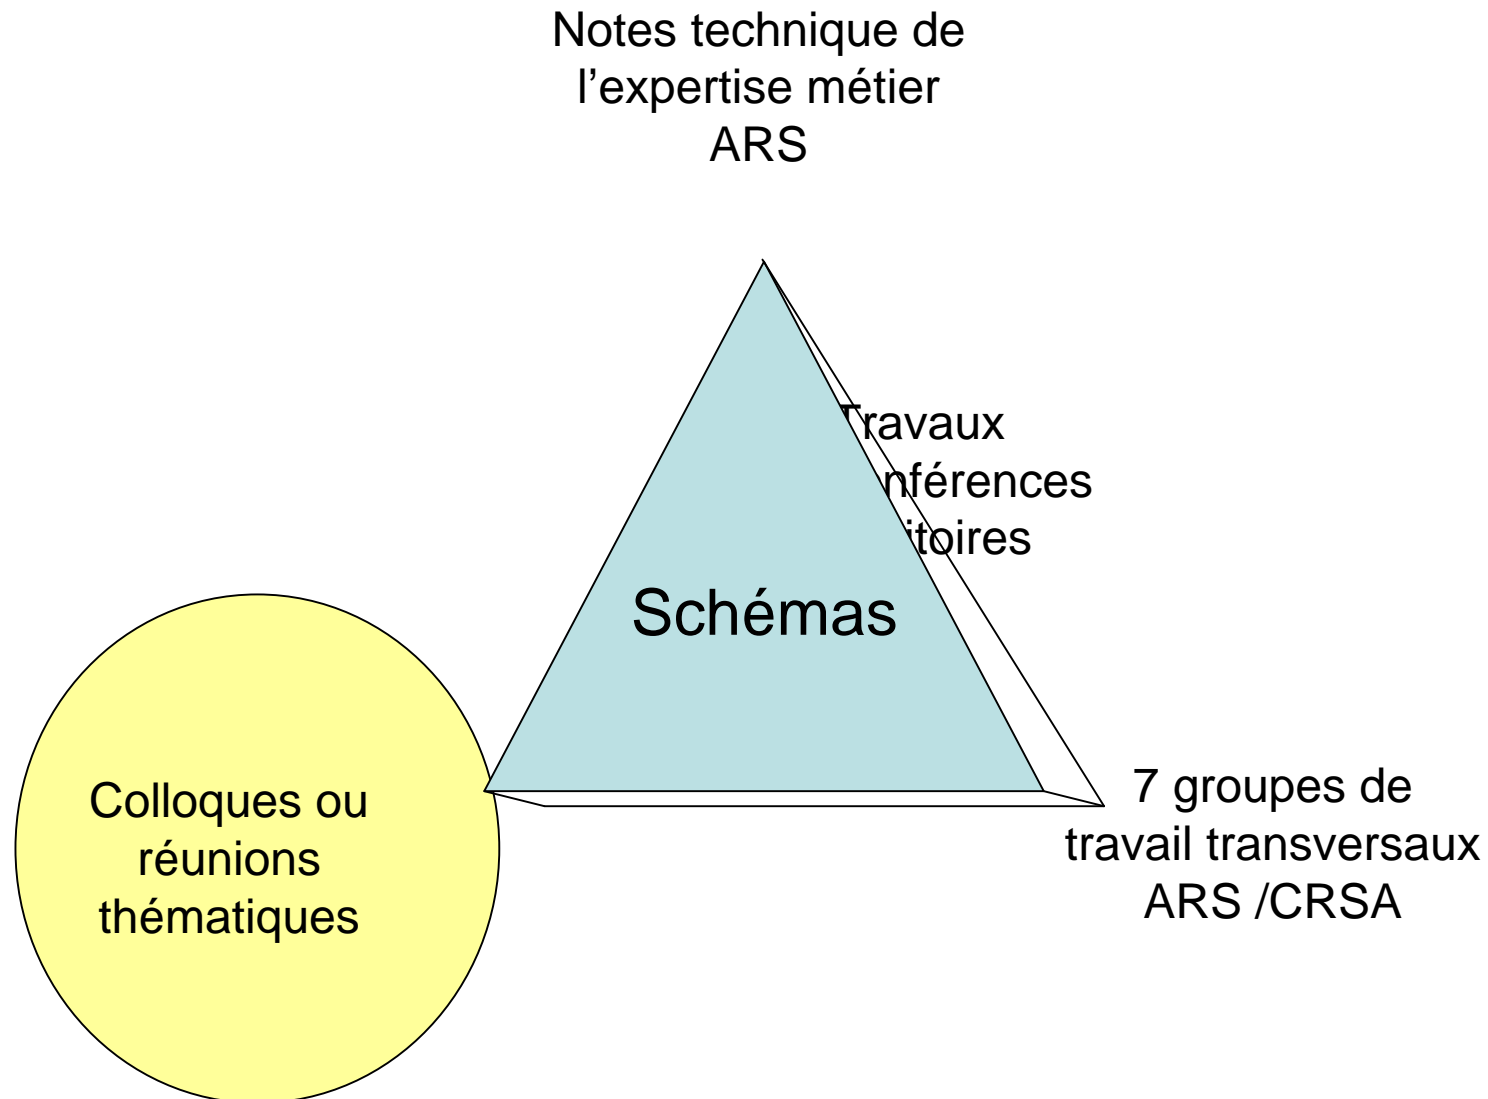 Notes technique de
l'expertise métier
ARS
Travaux
Schémas
Colloques ou
réunions
thématiques
7 groupes de
travail transversaux
ARS /CRSA